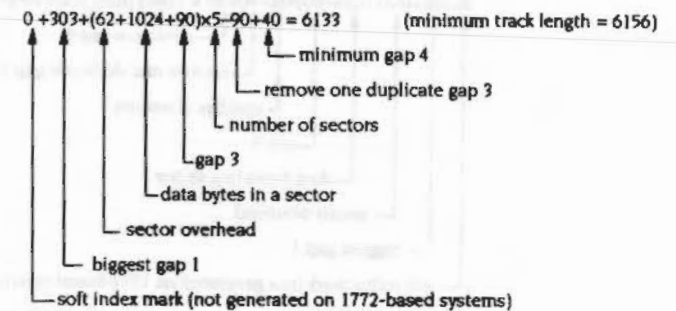 0 +303+(62+1024+90)×5–90+40 = 6133 (minimum track length = 6156)
minimum gap 4
remove one duplicate gap 3
number of sectors
gap 3
data bytes in a sector
sector overhead
biggest gap 1
soft index mark (not generated on 1772-based systems)